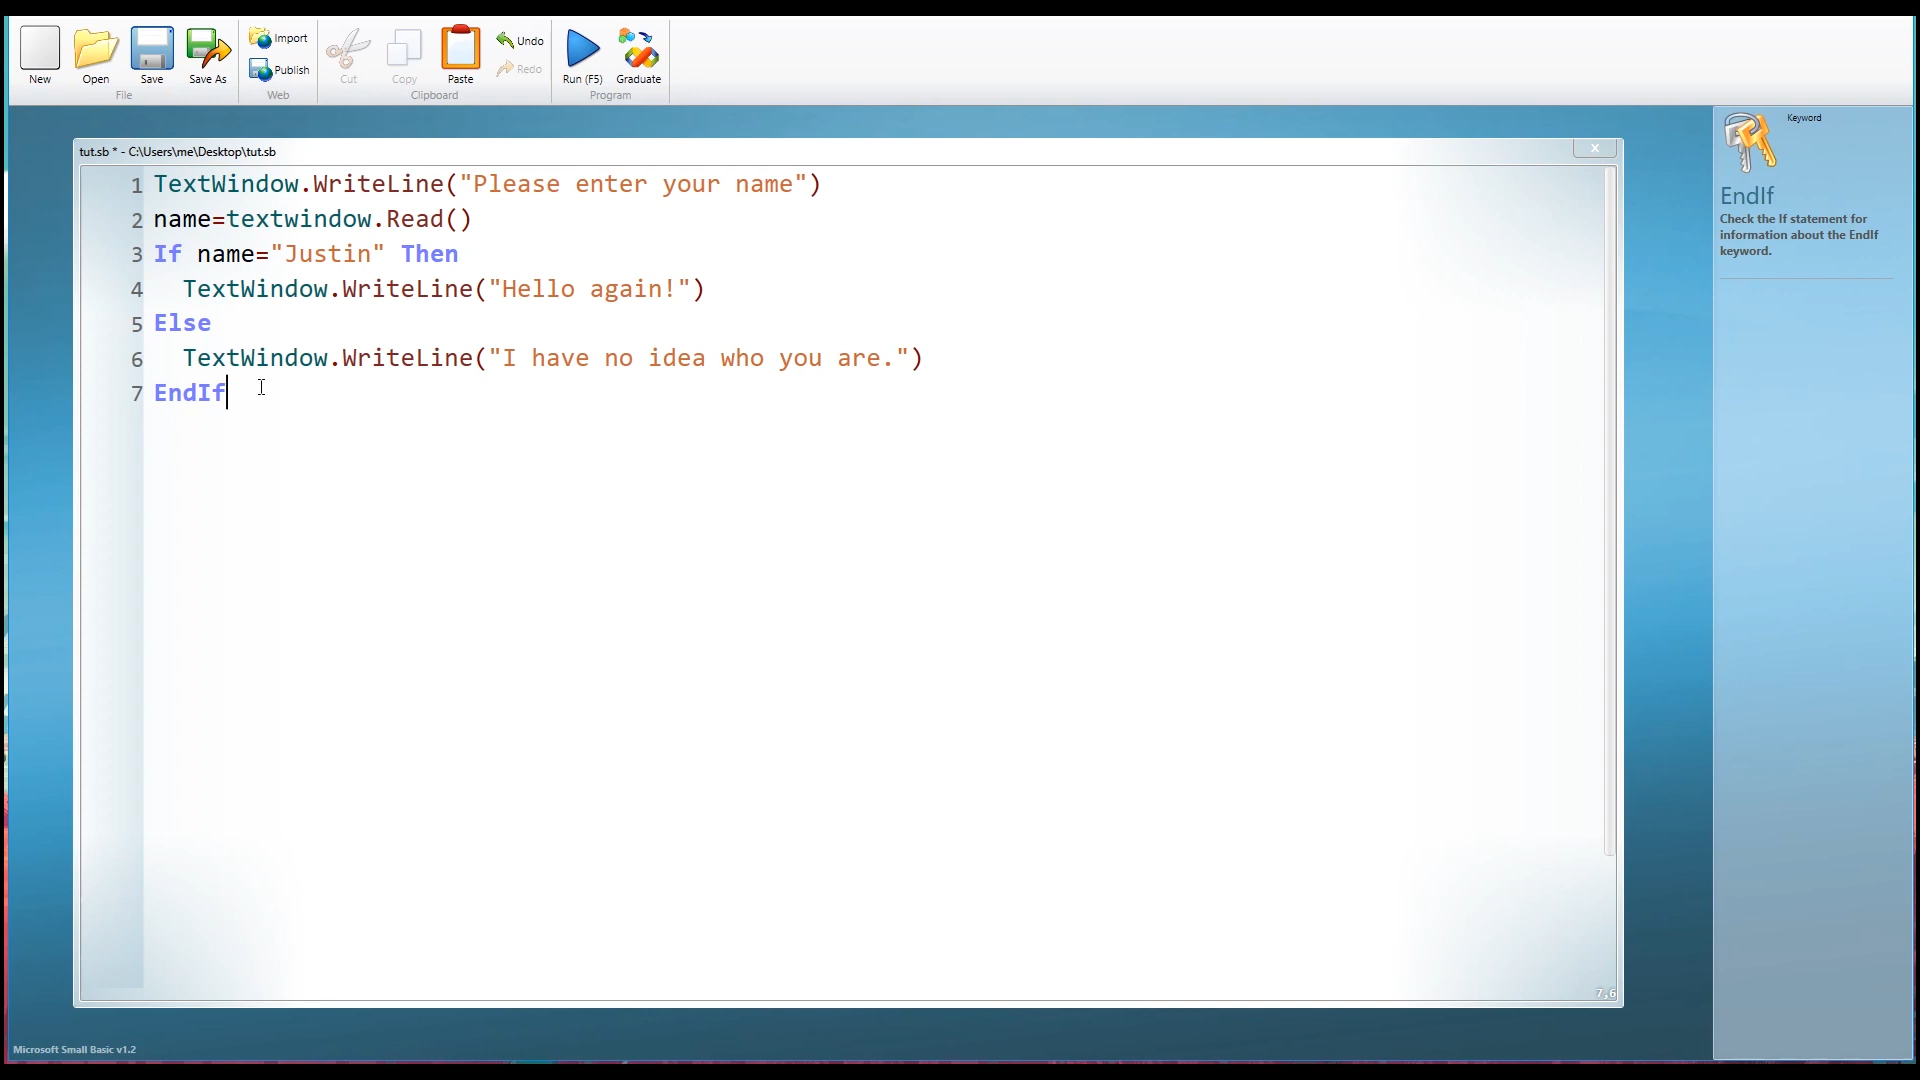 New
Open
Save
Save As
File
Import
Publish
Web
Cut
Copy
Paste
Undo
Redo
Clipboard
Run (F5)
Graduate
Program
tut.sb * - C:\Users\me\Desktop\tut.sb
x
1 TextWindow.WriteLine("Please enter your name")
2 name=textwindow.Read()
3 If name="Justin" Then
4   TextWindow.WriteLine("Hello again!")
5 Else
6   TextWindow.WriteLine("I have no idea who you are.")
7 EndIf
7,6
Keyword
EndIf
Check the If statement for
information about the EndIf
keyword.
Microsoft Small Basic v1.2